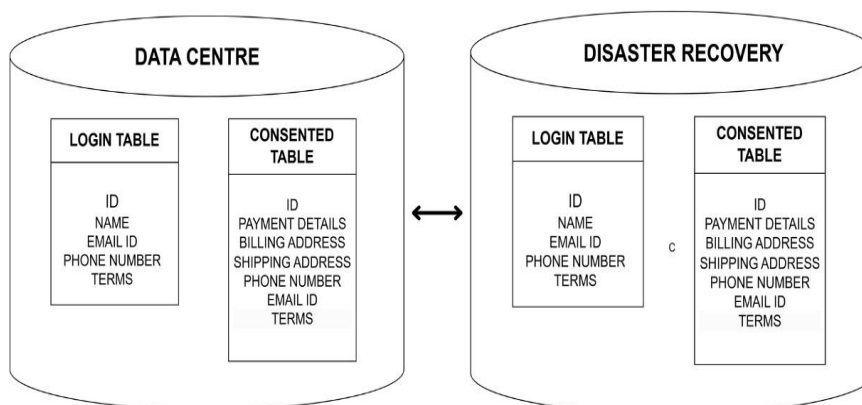 DATA CENTRE
LOGIN TABLE
ID
NAME
EMAIL ID
PHONE NUMBER
TERMS
CONSENTED
TABLE
ID
PAYMENT DETAILS
BILLING ADDRESS
SHIPPING ADDRESS
PHONE NUMBER
EMAIL ID
TERMS
DISASTER RECOVERY
LOGIN TABLE
ID
NAME
EMAIL ID
PHONE NUMBER
TERMS
C
CONSENTED
TABLE
ID
PAYMENT DETAILS
BILLING ADDRESS
SHIPPING ADDRESS
PHONE NUMBER
EMAIL ID
TERMS